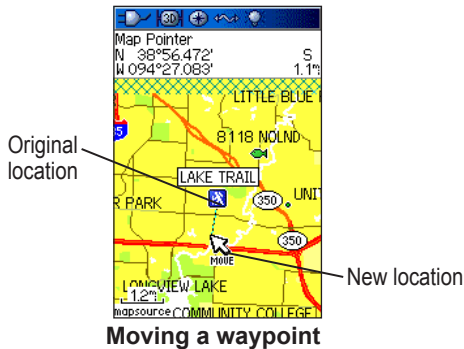 3D
Map Pointer
N 38°56.472' S
W 094°27.083' 1.1m
LITTLE BLUE
8118 NOLND
Original
location
LAKE TRAIL
R PARK
350
UNIT
350
MOVE
New location
LONGVIEW LAKE
1.2m
mapsource COMMUNITY COLLEGE
Moving a waypoint